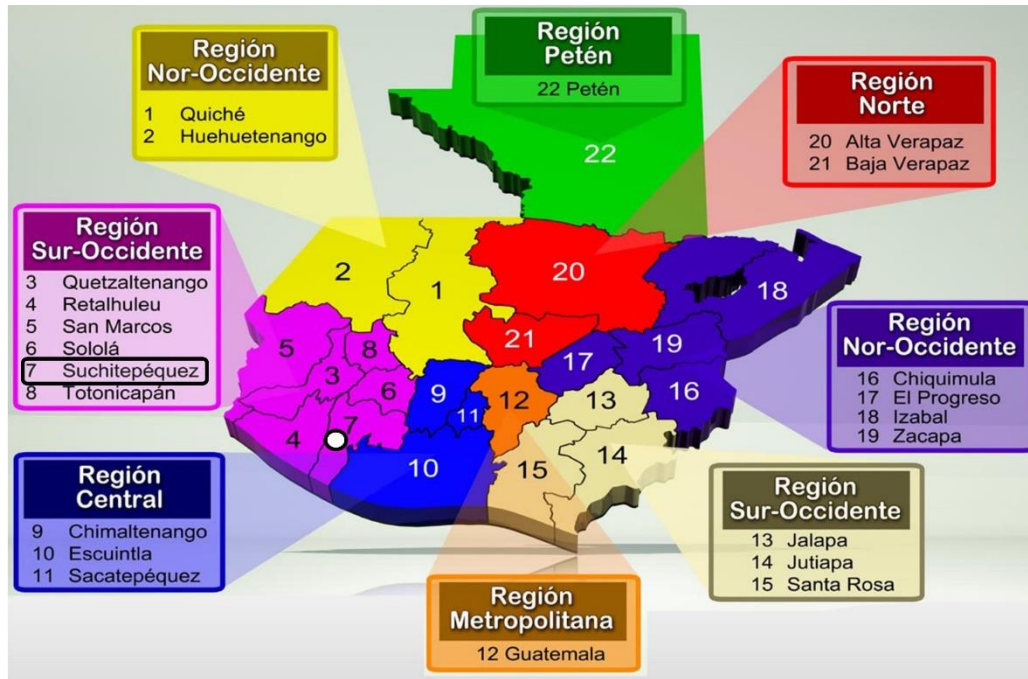 Región
Nor-Occidente
1 Quiché
2 Huehuetenango
Región
Petén
22 Petén
Región
Norte
20 Alta Verapaz
21 Baja Verapaz
Región
Sur-Occidente
3 Quetzaltenango
4 Retalhuleu
5 San Marcos
6 Sololá
7 Suchitepéquez
8 Totonicapán
22
2
1
20
18
5
8
21
17
19
3
6
9
11
12
13
16
4
7
10
15
14
Región
Nor-Occidente
16 Chiquimula
17 El Progreso
18 Izabal
19 Zacapa
Región
Central
9 Chimaltenango
10 Escuintla
11 Sacatepéquez
Región
Sur-Occidente
13 Jalapa
14 Jutiapa
15 Santa Rosa
Región
Metropolitana
12 Guatemala